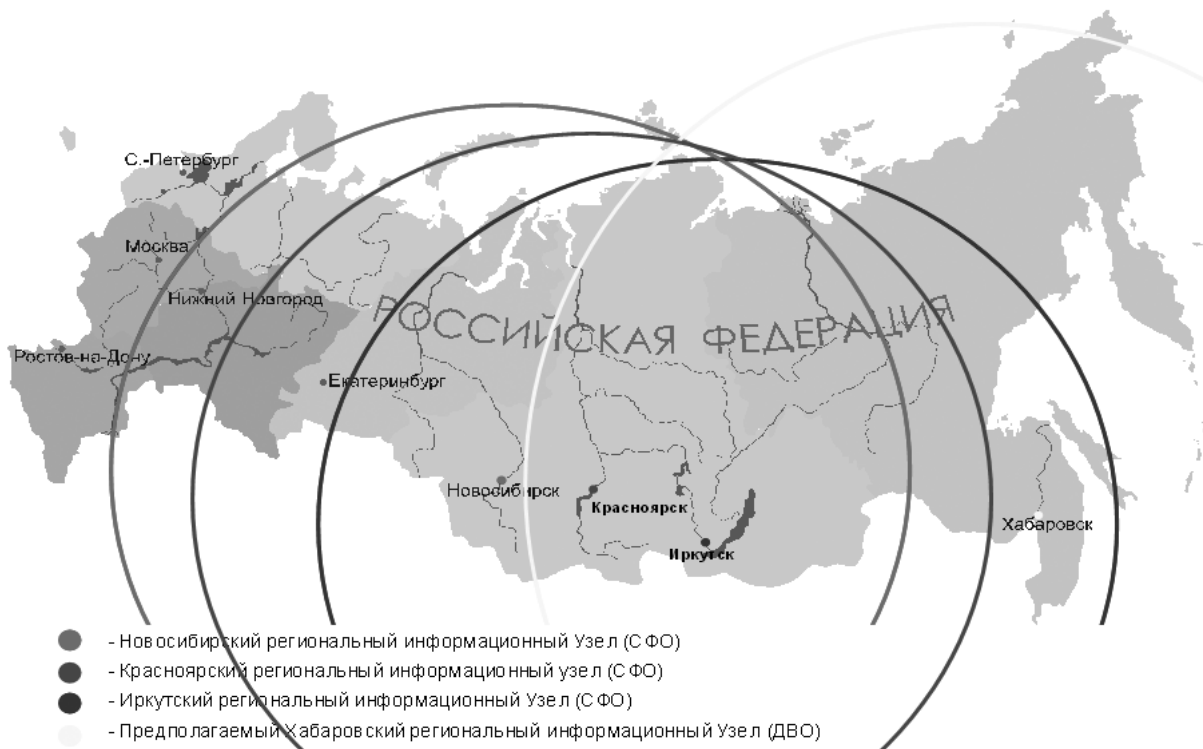 С.-Петербург
Москва
Нижний Новгород
РОССИЙСКАЯ ФЕДЕРАЦИЯ
Ростов-на-Дону
Екатеринбург
Новосибирск
Красноярск
Хабаровск
Иркутск
- Новосибирский региональный информационный Узел (СФО)
- Красноярский региональный информационный узел (СФО)
- Иркутский региональный информационный Узел (СФО)
- Предполагаемый Хабаровский региональный информационный Узел (ДВО)